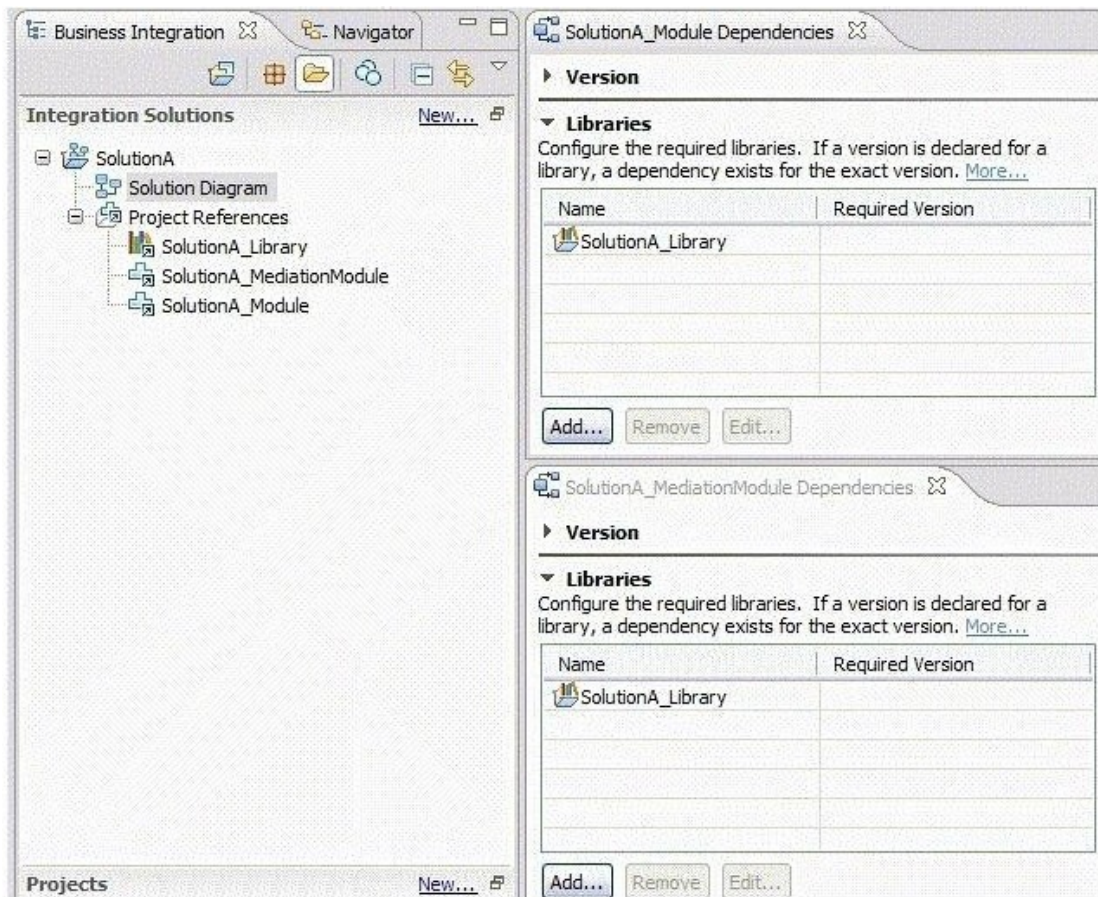 Business Integration
Navigator
Integration Solutions
New...
SolutionA
Solution Diagram
Project References
SolutionA_Library
SolutionA_MediationModule
SolutionA_Module
Projects
New...
SolutionA_Module Dependencies
Version
Libraries
Configure the required libraries. If a version is declared for a
library, a dependency exists for the exact version. More...
Name Required Version
SolutionA_Library
Add... Remove Edit...
SolutionA_MediationModule Dependencies
Version
Libraries
Configure the required libraries. If a version is declared for a
library, a dependency exists for the exact version. More...
Name Required Version
SolutionA_Library
Add... Remove Edit...